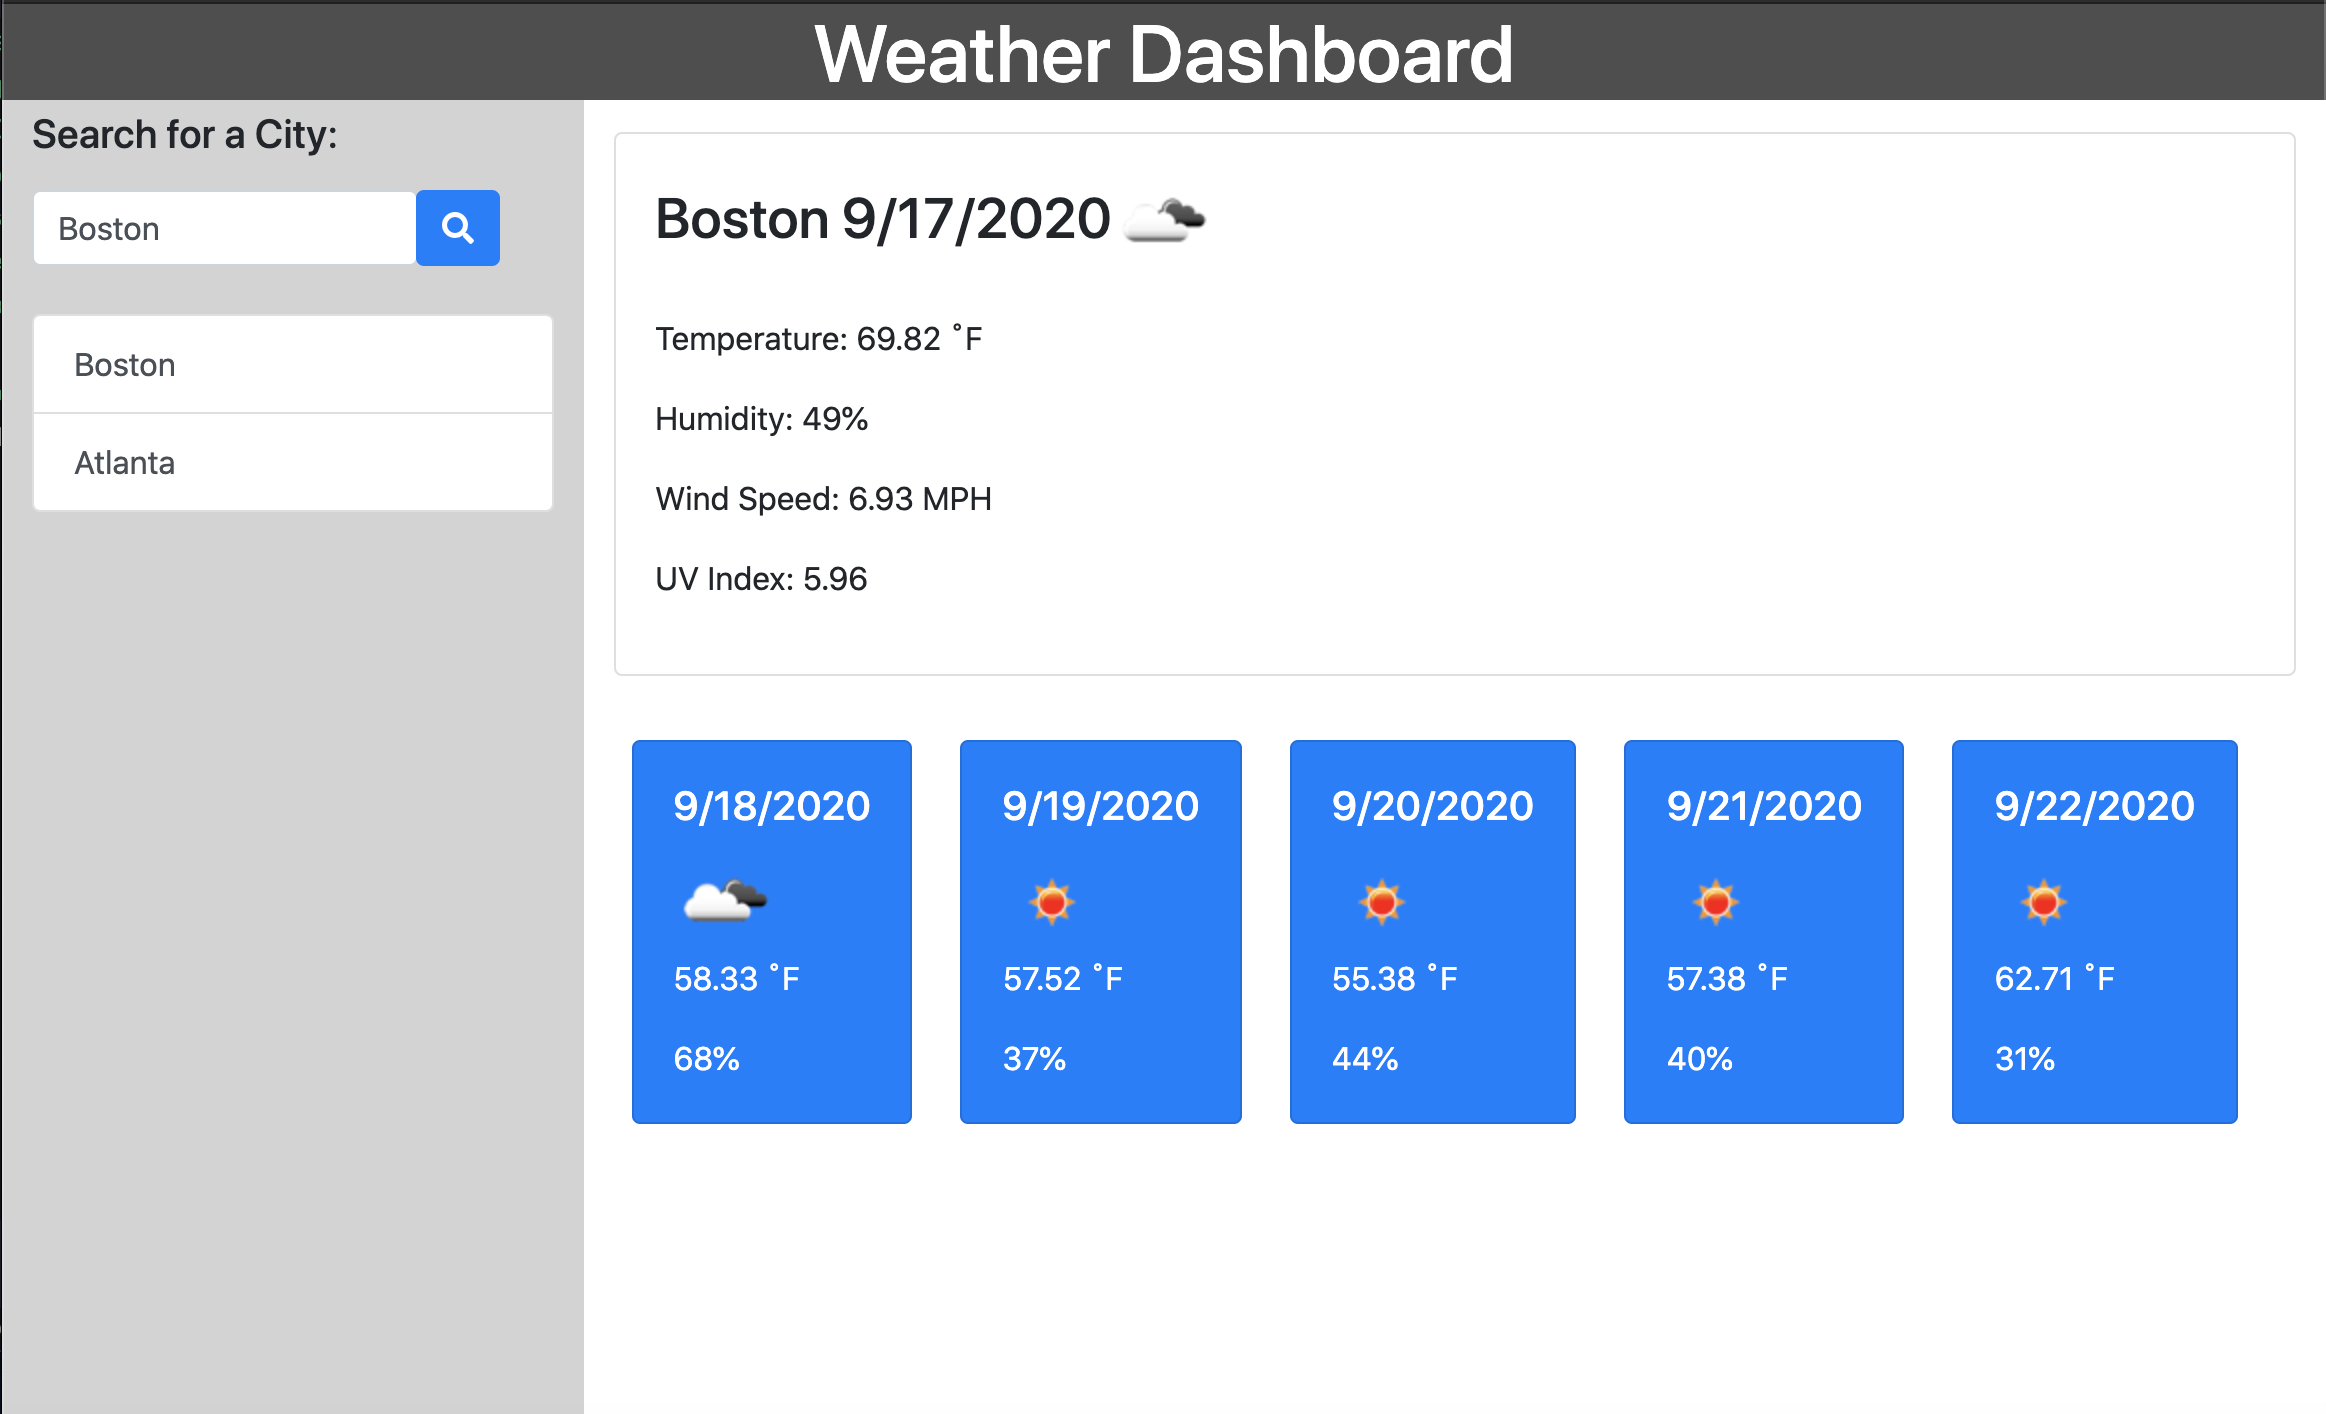 Weather Dashboard
Search for a City:
Boston
Boston
Atlanta
Boston 9/17/2020
Temperature: 69.82 ˚F
Humidity: 49%
Wind Speed: 6.93 MPH
UV Index: 5.96
9/18/2020
58.33 ˚F
68%
9/19/2020
57.52 ˚F
37%
9/20/2020
55.38 ˚F
44%
9/21/2020
57.38 ˚F
40%
9/22/2020
62.71 ˚F
31%